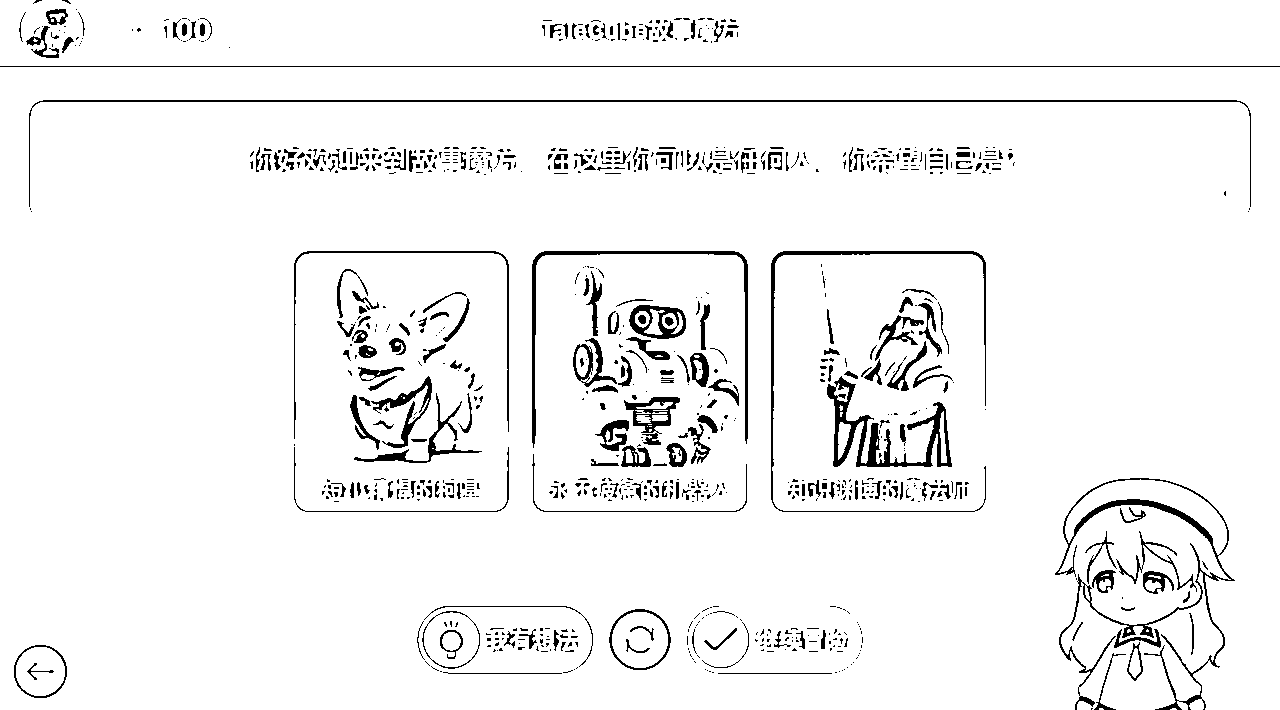 100
TaleCube故事魔方
你好欢迎来到故事魔方，在这里你可以是任何人，你希望自己是?
短小精悍的柯基
永不疲惫的机器人
知识渊博的魔法师
我有想法
继续冒险